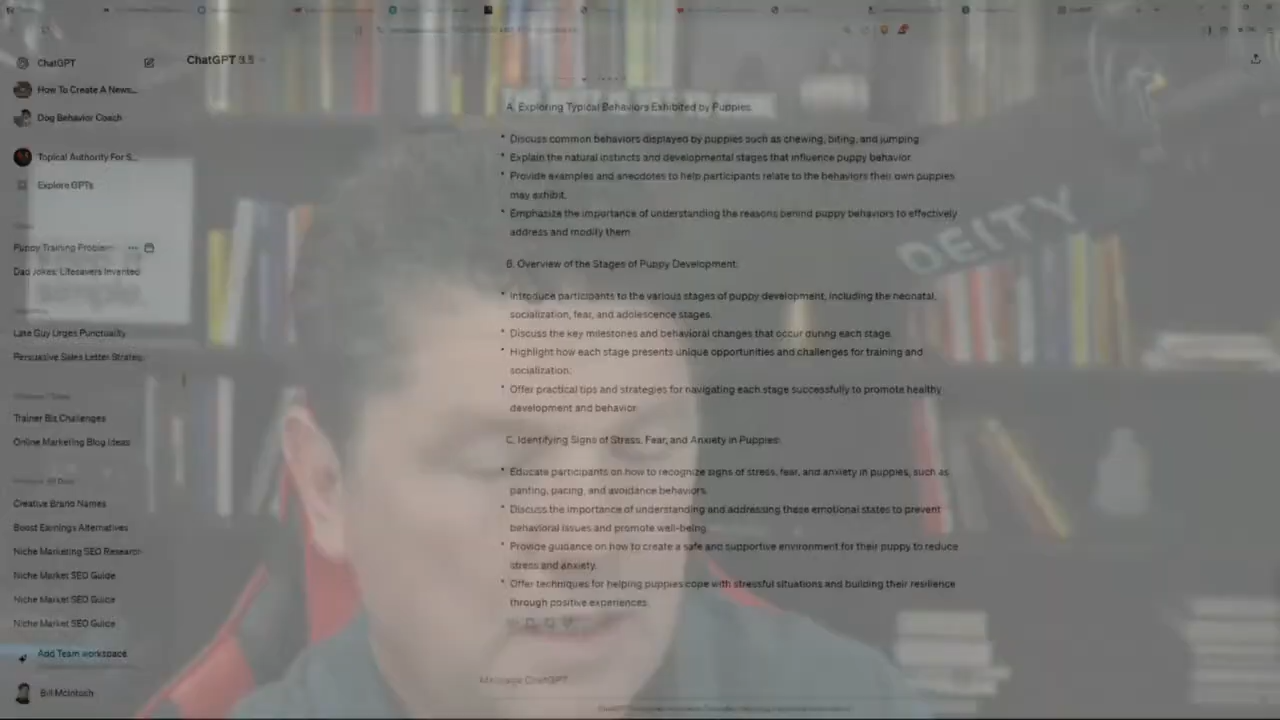 ChatGPT
ChatGPT 3.5
How To Create A News...
Dog Behavior Coach
Topical Authority For S...
Explore GPTs
Puppy Training Problem
Dad Jokes: Lifesavers Invented
Late Guy Urges Punctuality
Persuasive Sales Letter Strateg
Trainer Biz Challenges
Online Marketing Blog Ideas
Creative Brand Names
Boost Earnings Alternatives
Niche Marketing SEO Research
Niche Market SEO Guide
Niche Market SEO Guide
Niche Market SEO Guide
Add Team workspace
Bill McIntosh
A. Exploring Typical Behaviors Exhibited by Puppies:
• Discuss common behaviors displayed by puppies such as chewing, biting, and jumping.
• Explain the natural instincts and developmental stages that influence puppy behavior.
• Provide examples and anecdotes to help participants relate to the behaviors their own puppies
may exhibit.
• Emphasize the importance of understanding the reasons behind puppy behaviors to effectively
address and modify them.
B. Overview of the Stages of Puppy Development:
• Introduce participants to the various stages of puppy development, including the neonatal,
socialization, fear, and adolescence stages.
• Discuss the key milestones and behavioral changes that occur during each stage.
• Highlight how each stage presents unique opportunities and challenges for training and
socialization.
• Offer practical tips and strategies for navigating each stage successfully to promote healthy
development and behavior.
C. Identifying Signs of Stress, Fear, and Anxiety in Puppies:
• Educate participants on how to recognize signs of stress, fear, and anxiety in puppies, such as
panting, pacing, and avoidance behaviors.
• Discuss the importance of understanding and addressing these emotional states to prevent
behavioral issues and promote well-being.
• Provide guidance on how to create a safe and supportive environment for their puppy to reduce
stress and anxiety.
• Offer techniques for helping puppies cope with stressful situations and building their resilience
through positive experiences.
Message ChatGPT
DEITY
simple.